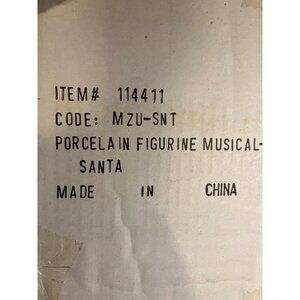 ITEM# 114411
CODE: MZU-SNT
PORCELAIN FIGURINE MUSICAL-
SANTA
MADE IN CHINA